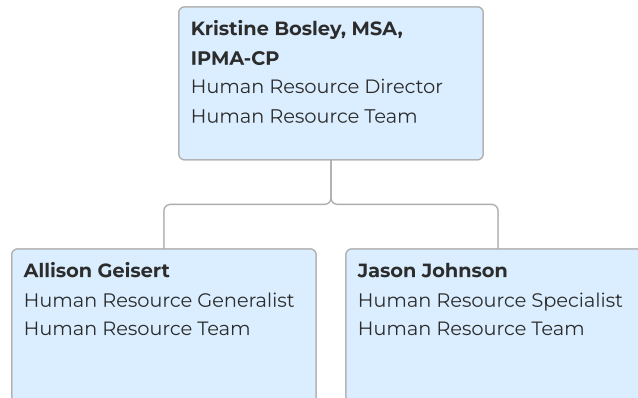 Kristine Bosley, MSA,
IPMA-CP
Human Resource Director
Human Resource Team
Allison Geisert
Human Resource Generalist
Human Resource Team
Jason Johnson
Human Resource Specialist
Human Resource Team